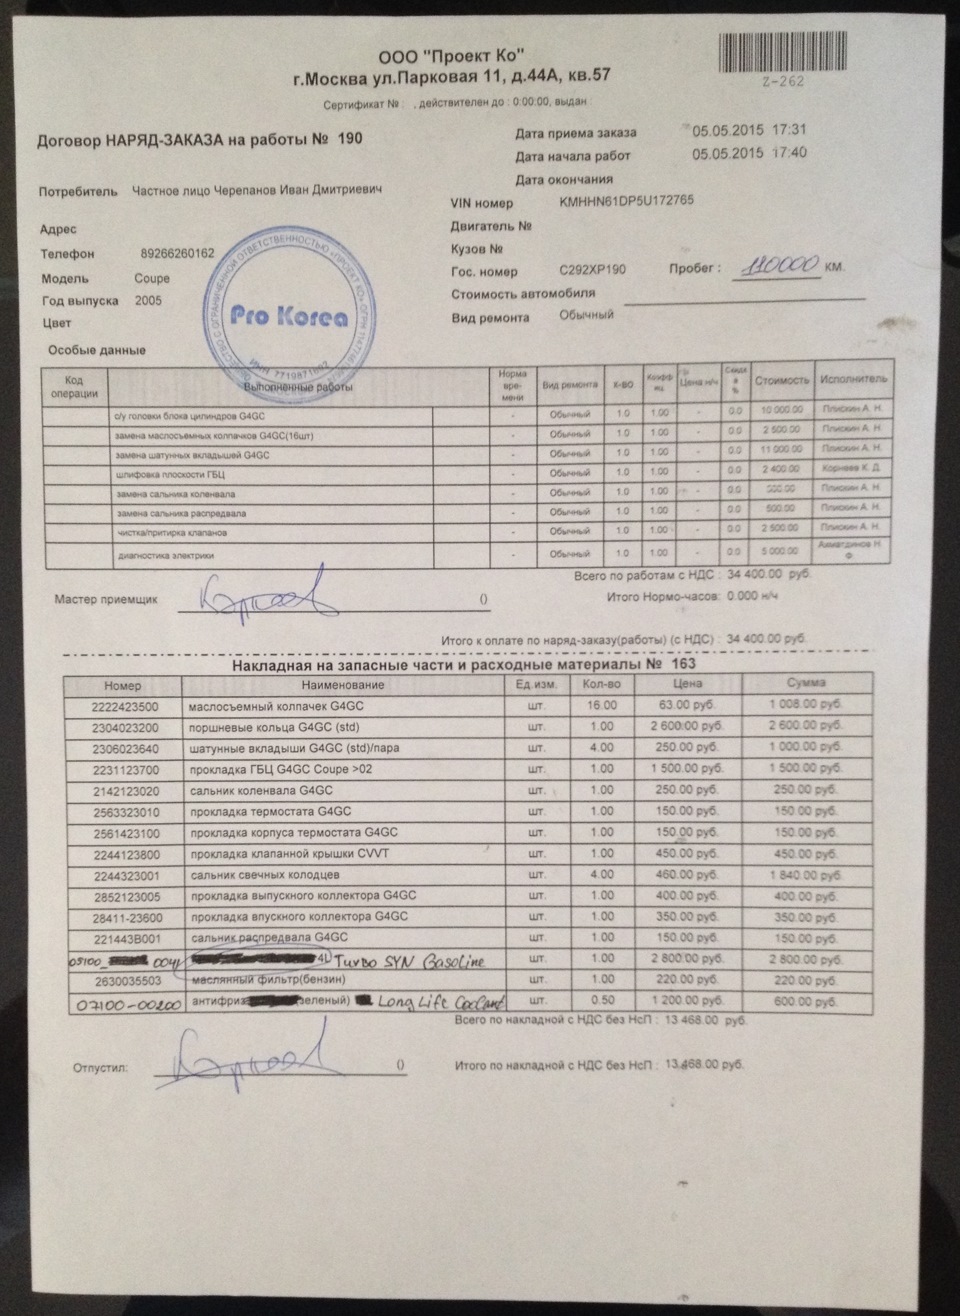 ООО "Проект Ко"
г.Москва ул.Парковая 11, д.44А, кв.57
Z-262
Сертификат № : , действителен до : 0:00:00, выдан
Договор НАРЯД-ЗАКАЗА на работы № 190
Дата приема заказа 05.05.2015 17:31
Дата начала работ 05.05.2015 17:40
Дата окончания
Потребитель Частное лицо Черепанов Иван Дмитриевич
VIN номер KMHHN61DP5U172765
Адрес
Двигатель №
Телефон 89266260162
Кузов №
Модель Coupe
Гос. номер С292ХР190 Пробег : 110000 км.
Год выпуска 2005
Стоимость автомобиля
Цвет
Вид ремонта Обычный
Pro Korea
ОБЩЕСТВО С ОГРАНИЧЕННОЙ ОТВЕТСТВЕННОСТЬЮ «ПРОЕКТ КО»
Особые данные
Код операции Выполненные работы Норма вре-мени Вид ремонта К-ВО Коэфф иц. Цена н/ч Скидк а % Стоимость Исполнитель
с/у головки блока цилиндров G4GC - Обычный 1.0 1.00 - 0.0 10 000.00 Плискин А. Н.
замена маслосъемных колпачков G4GC(16шт) - Обычный 1.0 1.00 - 0.0 2 500.00 Плискин А. Н.
замена шатунных вкладышей G4GC - Обычный 1.0 1.00 - 0.0 11 000.00 Плискин А. Н.
шлифовка плоскости ГБЦ - Обычный 1.0 1.00 - 0.0 2 400.00 Корнеев К. Д.
замена сальника коленвала - Обычный 1.0 1.00 - 0.0 500.00 Плискин А. Н.
замена сальника распредвала - Обычный 1.0 1.00 - 0.0 500.00 Плискин А. Н.
чистка/притирка клапанов - Обычный 1.0 1.00 - 0.0 2 500.00 Плискин А. Н.
диагностика электрики - Обычный 1.0 1.00 - 0.0 5 000.00
Всего по работам с НДС : 34 400.00 руб.
Мастер приемщик ()
Итого Нормо-часов: 0.000 н/ч
Итого к оплате по наряд-заказу(работы) (с НДС) : 34 400.00 руб.
Накладная на запасные части и расходные материалы № 163
Номер Наименование Ед.изм. Кол-во Цена Сумма
2222423500 маслосъемный колпачек G4GC шт. 16.00 63.00 руб. 1 008.00 руб.
2304023200 поршневые кольца G4GC (std) шт. 1.00 2 600.00 руб. 2 600.00 руб.
2306023640 шатунные вкладыши G4GC (std)/пара шт. 4.00 250.00 руб. 1 000.00 руб.
2231123700 прокладка ГБЦ G4GC Coupe >02 шт. 1.00 1 500.00 руб. 1 500.00 руб.
2142123020 сальник коленвала G4GC шт. 1.00 250.00 руб. 250.00 руб.
2563323010 прокладка термостата G4GC шт. 1.00 150.00 руб. 150.00 руб.
2561423100 прокладка корпуса термостата G4GC шт. 1.00 150.00 руб. 150.00 руб.
2244123800 прокладка клапанной крышки CVVT шт. 1.00 450.00 руб. 450.00 руб.
2244323001 сальник свечных колодцев шт. 4.00 460.00 руб. 1 840.00 руб.
2852123005 прокладка выпускного коллектора G4GC шт. 1.00 400.00 руб. 400.00 руб.
28411-23600 прокладка впускного коллектора G4GC шт. 1.00 350.00 руб. 350.00 руб.
221443B001 сальник распредвала G4GC шт. 1.00 150.00 руб. 150.00 руб.
05100_ 0041 4L Turbo SYN Gasoline шт. 1.00 2 800.00 руб. 2 800.00 руб.
2630035503 маслянный фильтр(бензин) шт. 1.00 220.00 руб. 220.00 руб.
07100-00200 антифриз зеленый) Long Life Coolant шт. 0.50 1 200.00 руб. 600.00 руб.
Всего по накладной с НДС без НсП : 13 468.00 руб.
Отпустил: ()
Итого по накладной с НДС без НсП : 13 468.00 руб.